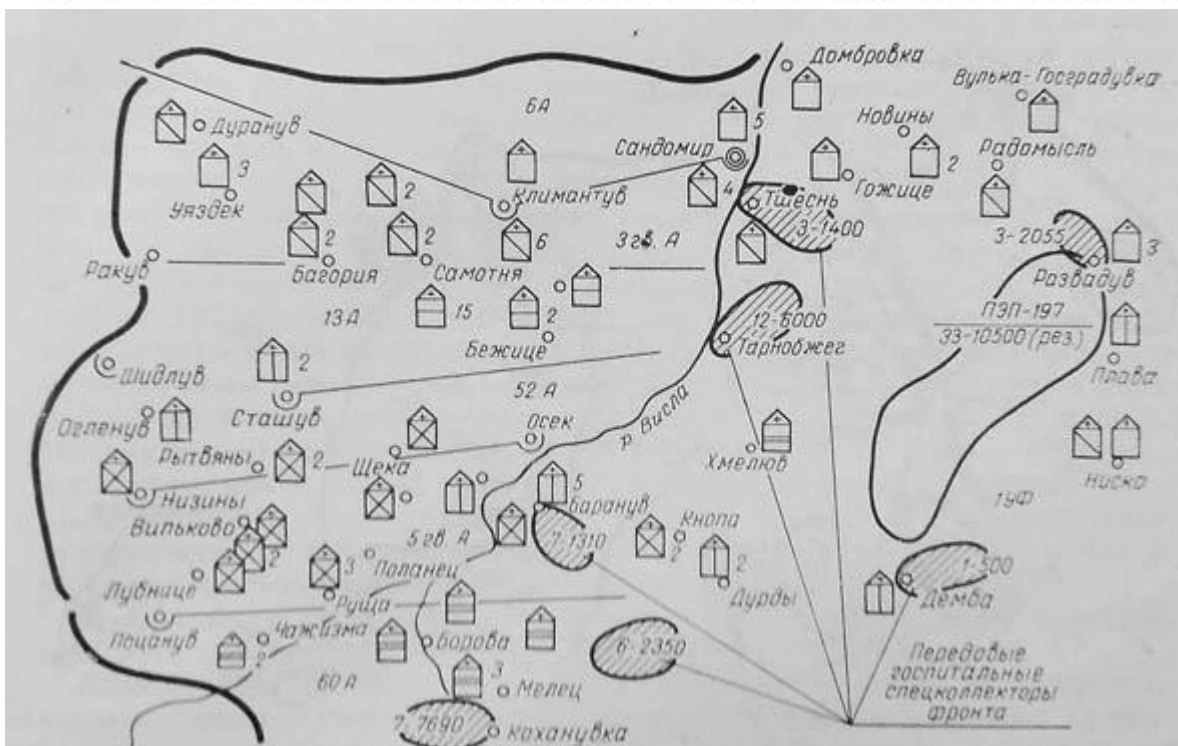 Домбровка
6А
Вулька-Госградувка
5
Дуранув
Новины
Сандомир
Радомысль
3
2
2
Климантув
4
Гожице
Уяздек
Тшеснь
3-1400
3-2055
2
2
6
3гв. А
3
Ракув
Багория
Самотня
Развадув
13А
15
2
12-6000
ПЭП-197
33-10500 (рез.)
Бежице
Тарнобжег
Шидлув
2
52 А
Плава
Сташув
р. Висла
Огленув
Осек
Рытвяны
2
Щека
Хмелюв
Низины
5
Ниско
1УФ
Вильково
Баранув
Кнопа
2
5гв. А
7-1310
2
2
3
Поланец
1-500
Лубнице
Руща
Дурды
Демба
Поцанув
Чажизма
Борова
6-2350
Передовые
госпитальные
спецколлекторы
фронта
2
60А
3
Мелец
7-7690
Кохановка